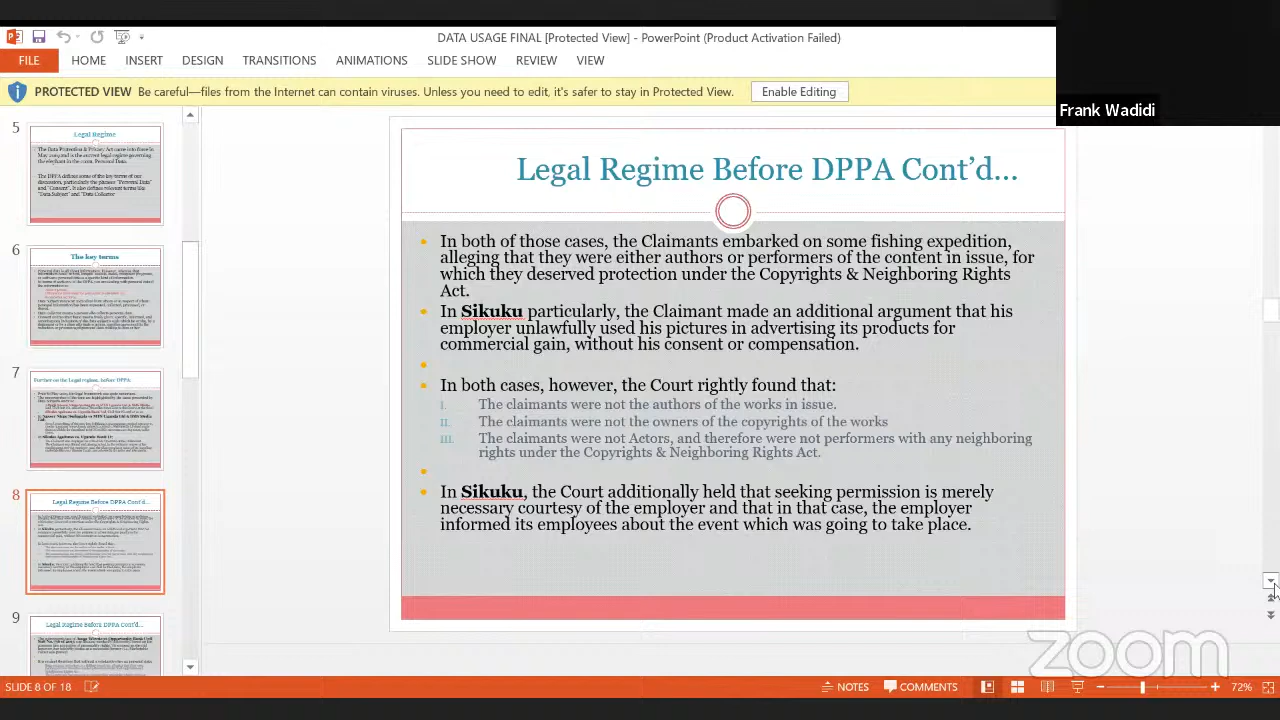 DATA USAGE FINAL [Protected View] - PowerPoint (Product Activation Failed)
FILE HOME INSERT DESIGN TRANSITIONS ANIMATIONS SLIDE SHOW REVIEW VIEW
PROTECTED VIEW Be careful—files from the Internet can contain viruses. Unless you need to edit, it's safer to stay in Protected View. Enable Editing
Frank Wadidi
5
Legal Regime
6
The key terms
7
Further on the Legal regime, before DPPA
8
Legal Regime Before DPPA Cont'd...
9
Legal Regime Before DPPA Cont'd...
Legal Regime Before DPPA Cont'd...
In both of those cases, the Claimants embarked on some fishing expedition,
alleging that they were either authors or performers of the content in issue, for
which they deserved protection under the Copyrights & Neighboring Rights
Act.
In Sikuku particularly, the Claimant made an additional argument that his
employer unlawfully used his pictures in advertising its products for
commercial gain, without his consent or compensation.
In both cases, however, the Court rightly found that:
I. The claimants were not the authors of the works in issue.
II. The claimants were not the owners of the copyrights of the works
III. The claimants were not Actors, and therefore were not performers with any neighboring
rights under the Copyrights & Neighboring Rights Act.
In Sikuku, the Court additionally held that seeking permission is merely
necessary courtesy of the employer and that in that case, the employer
informed its employees about the event which was going to take place.
zoom
SLIDE 8 OF 18 NOTES COMMENTS 72%